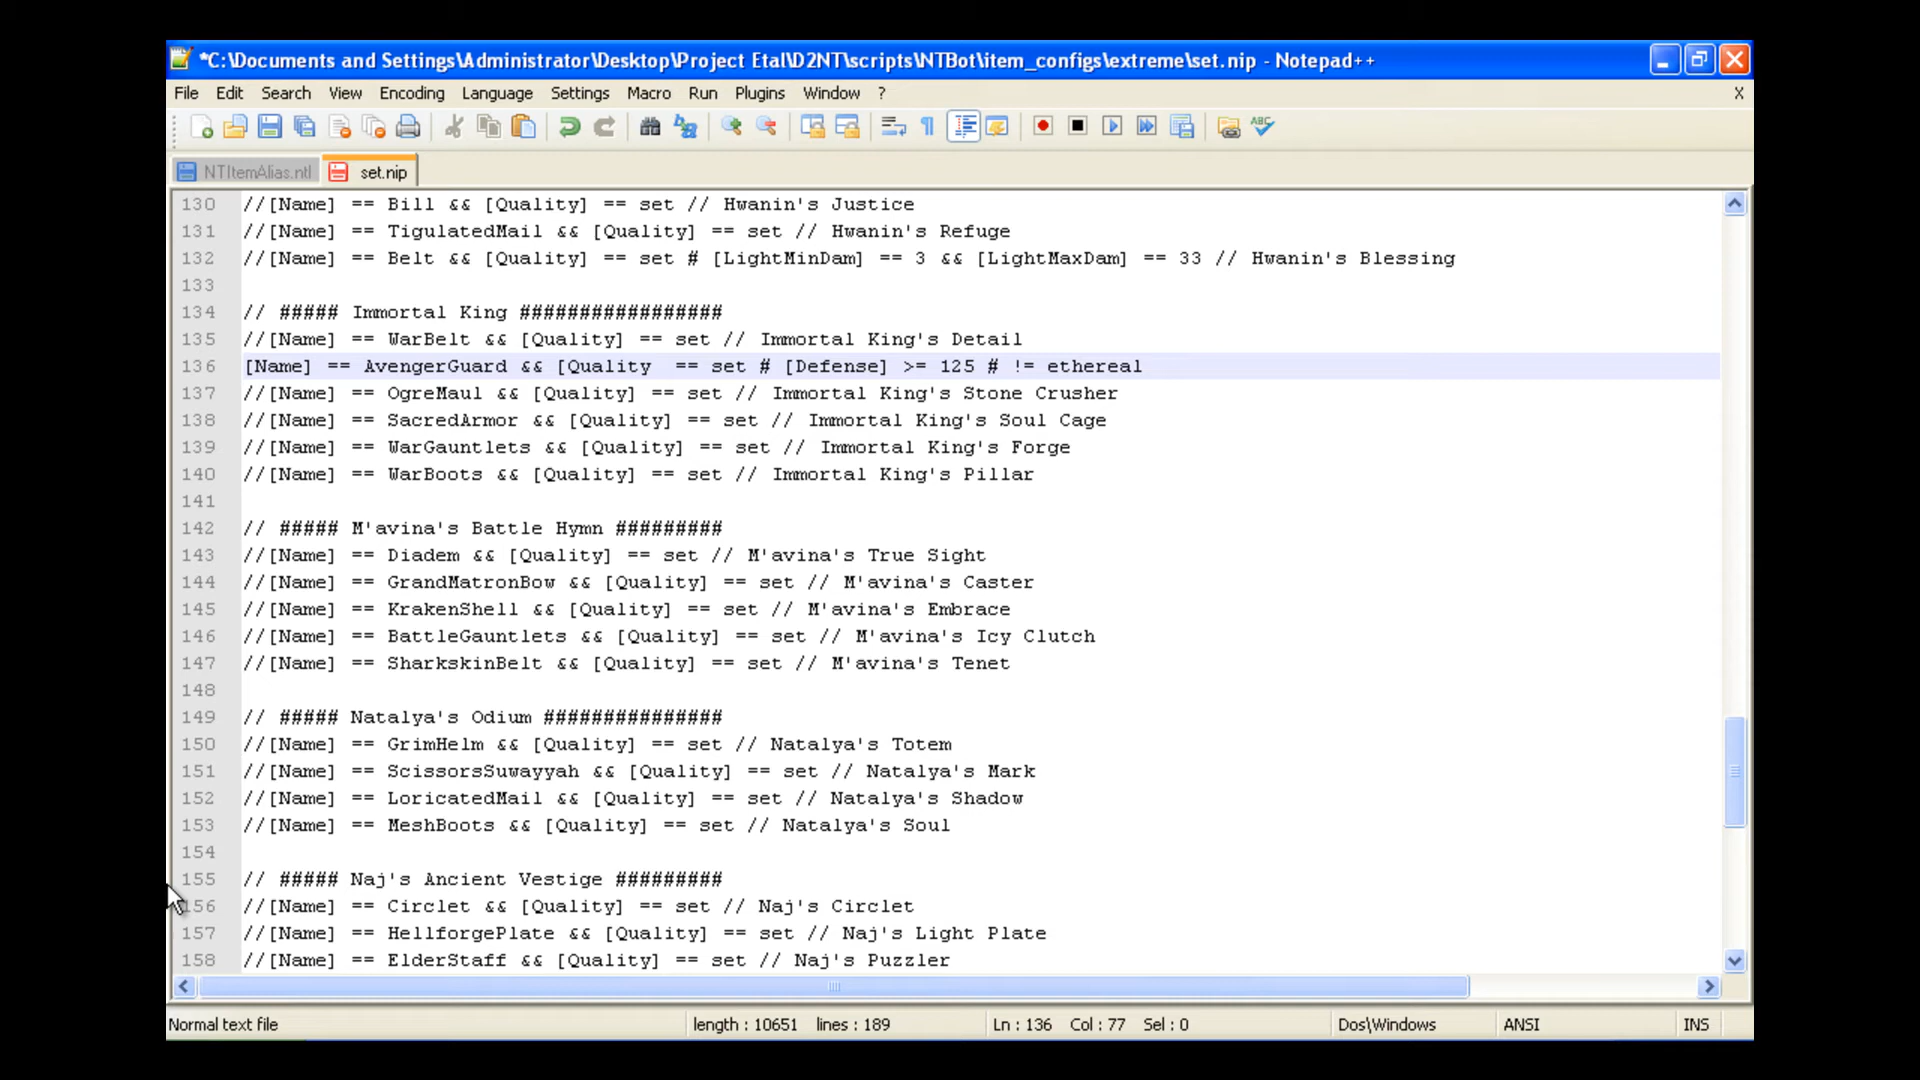 *C:\Documents and Settings\Administrator\Desktop\Project Etal\D2NT\scripts\NTBot\item_configs\extreme\set.nip - Notepad++
File Edit Search View Encoding Language Settings Macro Run Plugins Window ? X
ABC
NTItemAlias.ntl set.nip
130 //[Name] == Bill && [Quality] == set // Hwanin's Justice
131 //[Name] == TigulatedMail && [Quality] == set // Hwanin's Refuge
132 //[Name] == Belt && [Quality] == set # [LightMinDam] == 3 && [LightMaxDam] == 33 // Hwanin's Blessing
133
134 // ##### Immortal King #################
135 //[Name] == WarBelt && [Quality] == set // Immortal King's Detail
136 [Name] == AvengerGuard && [Quality  == set # [Defense] >= 125 # != ethereal
137 //[Name] == OgreMaul && [Quality] == set // Immortal King's Stone Crusher
138 //[Name] == SacredArmor && [Quality] == set // Immortal King's Soul Cage
139 //[Name] == WarGauntlets && [Quality] == set // Immortal King's Forge
140 //[Name] == WarBoots && [Quality] == set // Immortal King's Pillar
141
142 // ##### M'avina's Battle Hymn #########
143 //[Name] == Diadem && [Quality] == set // M'avina's True Sight
144 //[Name] == GrandMatronBow && [Quality] == set // M'avina's Caster
145 //[Name] == KrakenShell && [Quality] == set // M'avina's Embrace
146 //[Name] == BattleGauntlets && [Quality] == set // M'avina's Icy Clutch
147 //[Name] == SharkskinBelt && [Quality] == set // M'avina's Tenet
148
149 // ##### Natalya's Odium ###############
150 //[Name] == GrimHelm && [Quality] == set // Natalya's Totem
151 //[Name] == ScissorsSuwayyah && [Quality] == set // Natalya's Mark
152 //[Name] == LoricatedMail && [Quality] == set // Natalya's Shadow
153 //[Name] == MeshBoots && [Quality] == set // Natalya's Soul
154
155 // ##### Naj's Ancient Vestige #########
156 //[Name] == Circlet && [Quality] == set // Naj's Circlet
157 //[Name] == HellforgePlate && [Quality] == set // Naj's Light Plate
158 //[Name] == ElderStaff && [Quality] == set // Naj's Puzzler
Normal text file length : 10651 lines : 189 Ln : 136 Col : 77 Sel : 0 Dos\Windows ANSI INS